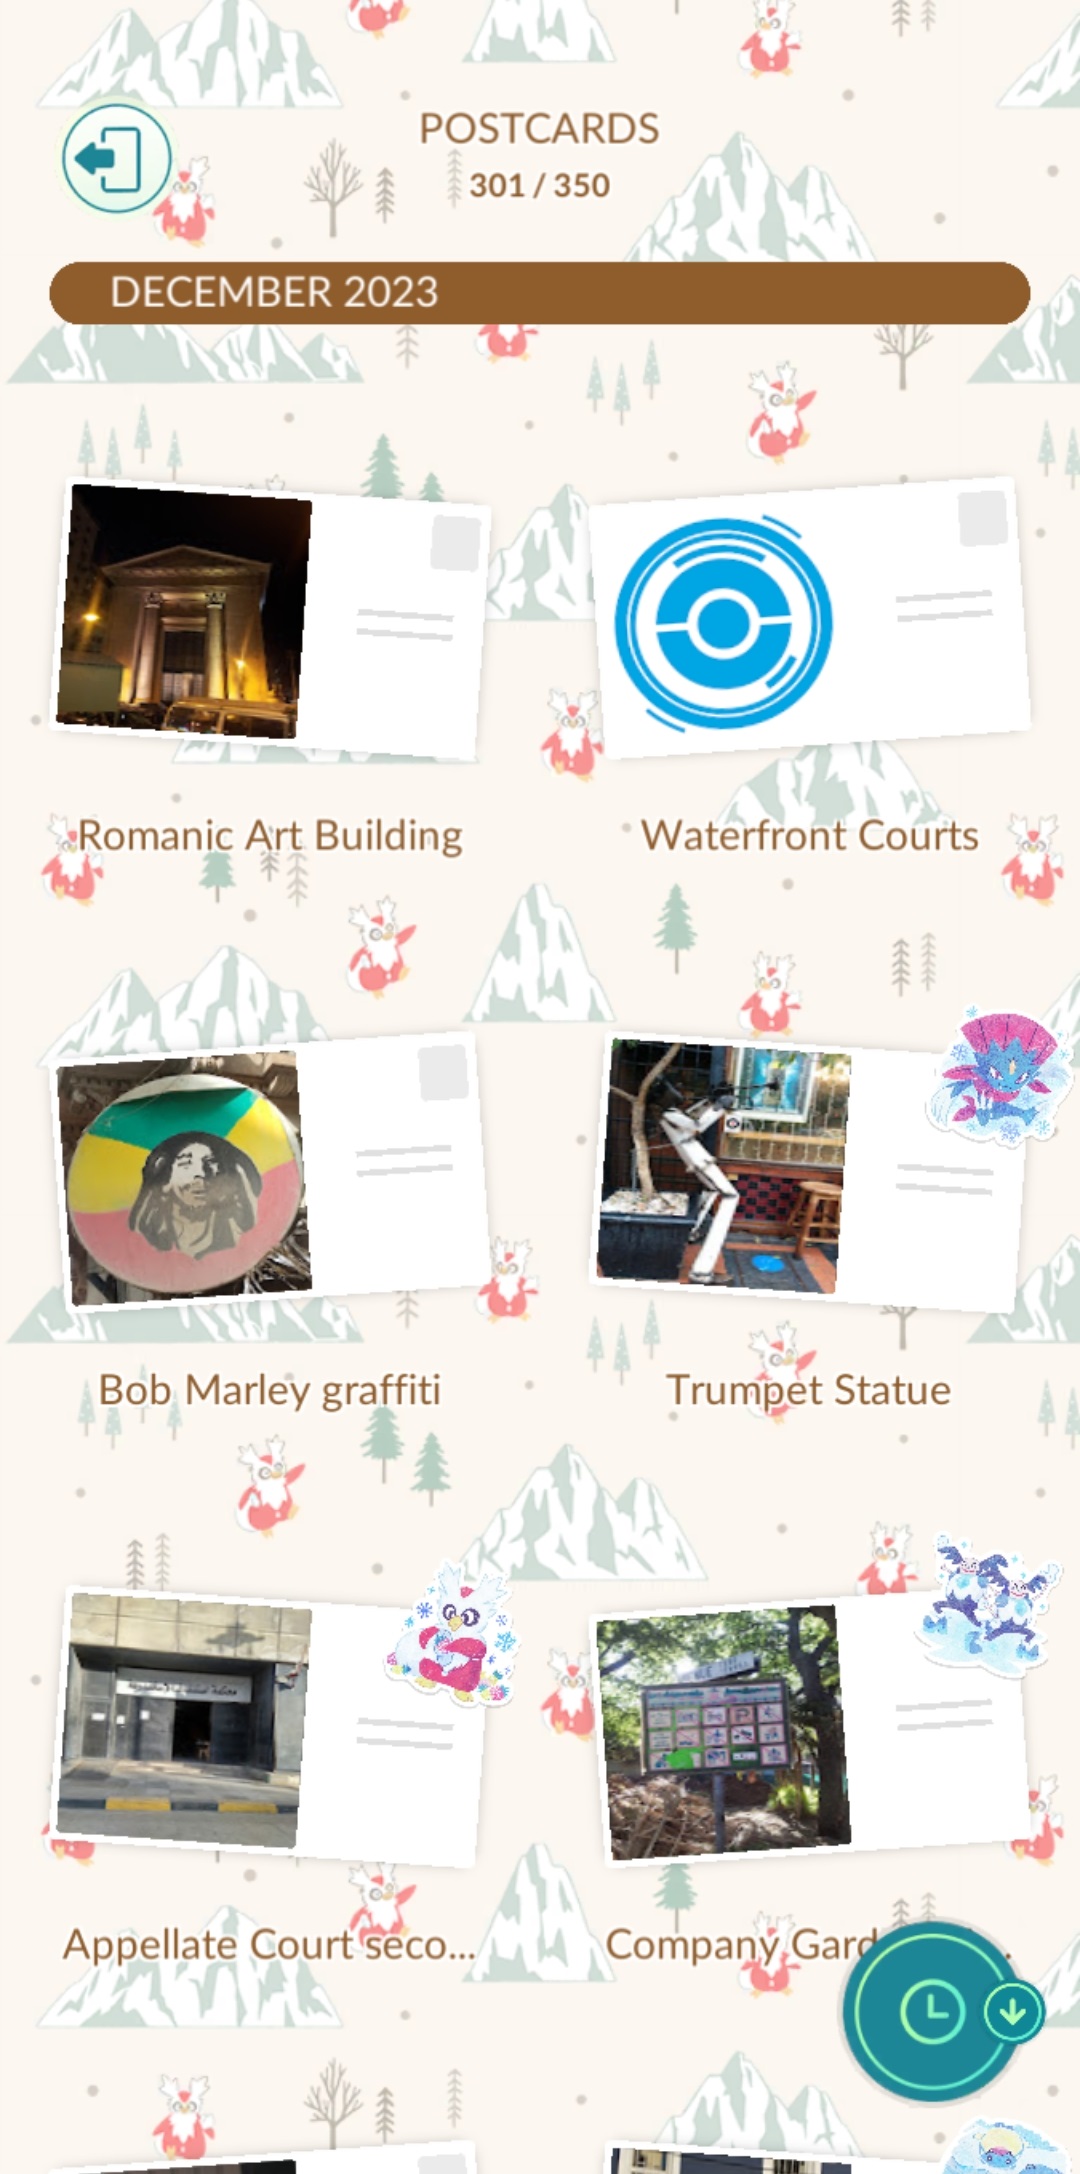 POSTCARDS
301 / 350
DECEMBER 2023
Romanic Art Building
Waterfront Courts
Bob Marley graffiti
Trumpet Statue
Appellate Court seco...
Company Gard